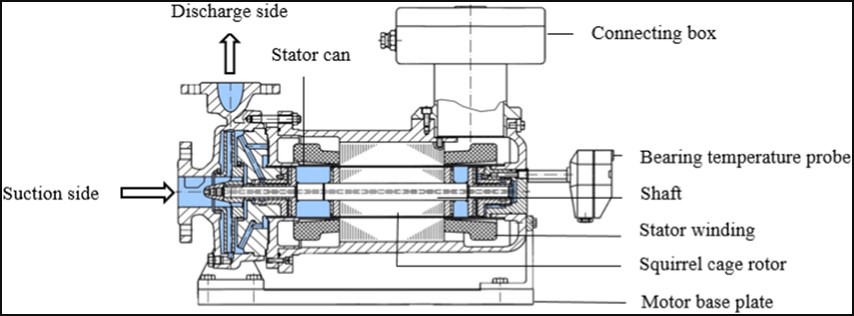 Discharge side
Stator can
Connecting box
Bearing temperature probe
Suction side
Shaft
Stator winding
Squirrel cage rotor
Motor base plate